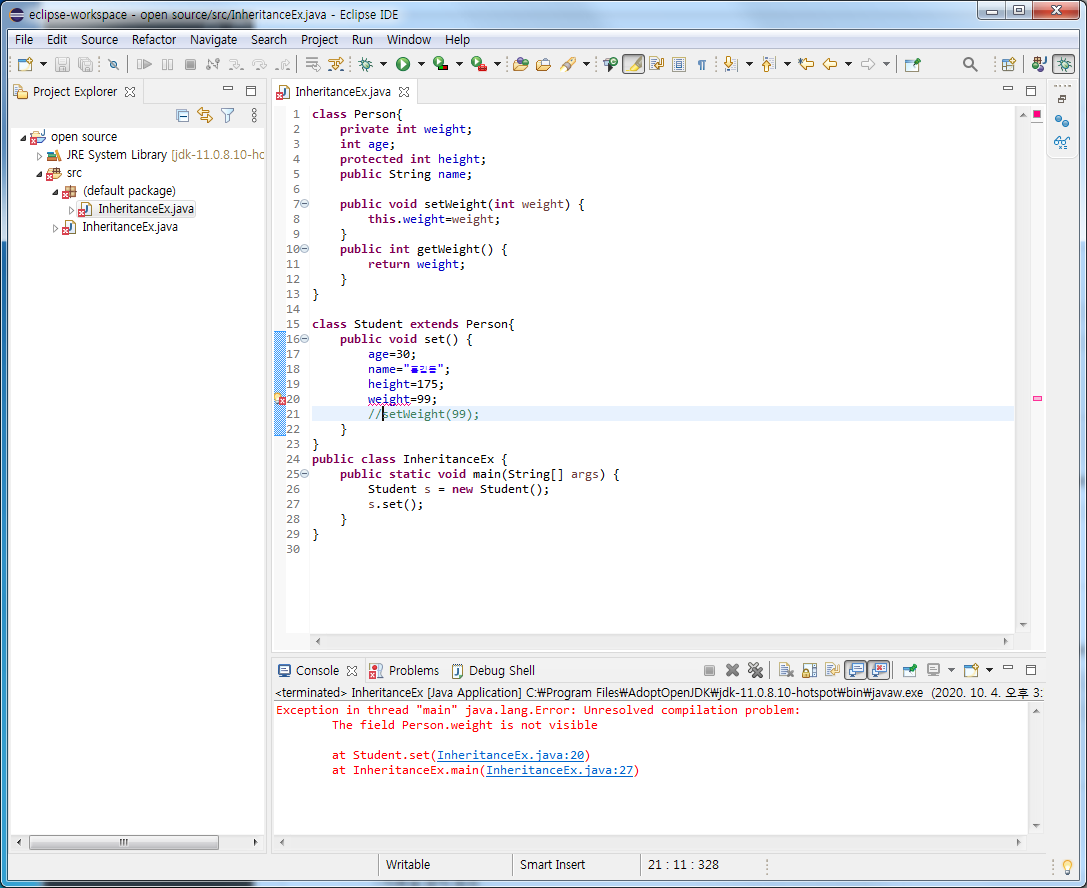 eclipse-workspace - open source/src/InheritanceEx.java - Eclipse IDE
File Edit Source Refactor Navigate Search Project Run Window Help
Project Explorer
InheritanceEx.java
open source
JRE System Library [jdk-11.0.8.10-hc
src
(default package)
InheritanceEx.java
InheritanceEx.java
1 class Person{
2     private int weight;
3     int age;
4     protected int height;
5     public String name;
6
7     public void setWeight(int weight) {
8         this.weight=weight;
9     }
10     public int getWeight() {
11         return weight;
12     }
13 }
14
15 class Student extends Person{
16     public void set() {
17         age=30;
18         name="홍길동";
19         height=175;
20         weight=99;
21         //setWeight(99);
22     }
23 }
24 public class InheritanceEx {
25     public static void main(String[] args) {
26         Student s = new Student();
27         s.set();
28     }
29 }
30
Console Problems Debug Shell
<terminated> InheritanceEx [Java Application] C:₩Program Files₩AdoptOpenJDK₩jdk-11.0.8.10-hotspot₩bin₩javaw.exe (2020. 10. 4. 오후 3:
Exception in thread "main" java.lang.Error: Unresolved compilation problem:
The field Person.weight is not visible
at Student.set(InheritanceEx.java:20)
at InheritanceEx.main(InheritanceEx.java:27)
Writable Smart Insert 21 : 11 : 328